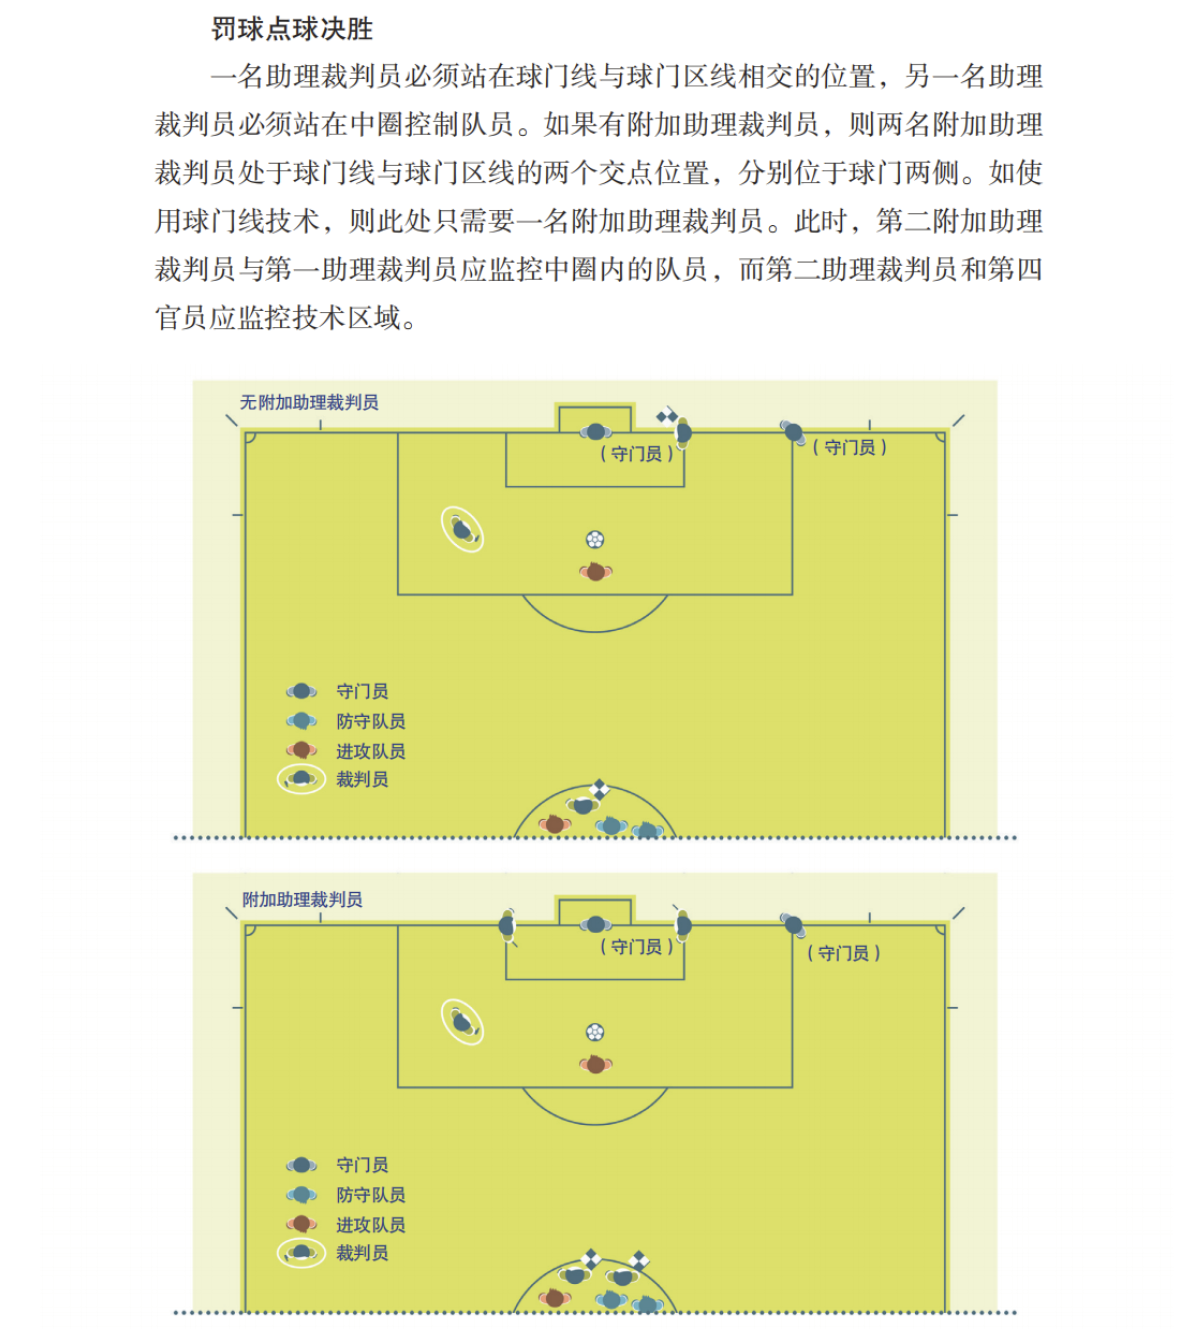 罚球点球决胜
一名助理裁判员必须站在球门线与球门区线相交的位置，另一名助理
裁判员必须站在中圈控制队员。如果有附加助理裁判员，则两名附加助理
裁判员处于球门线与球门区线的两个交点位置，分别位于球门两侧。如使
用球门线技术，则此处只需要一名附加助理裁判员。此时，第二附加助理
裁判员与第一助理裁判员应监控中圈内的队员，而第二助理裁判员和第四
官员应监控技术区域。
无附加助理裁判员
（守门员）
（守门员）
守门员
防守队员
进攻队员
裁判员
附加助理裁判员
（守门员）
（守门员）
守门员
防守队员
进攻队员
裁判员